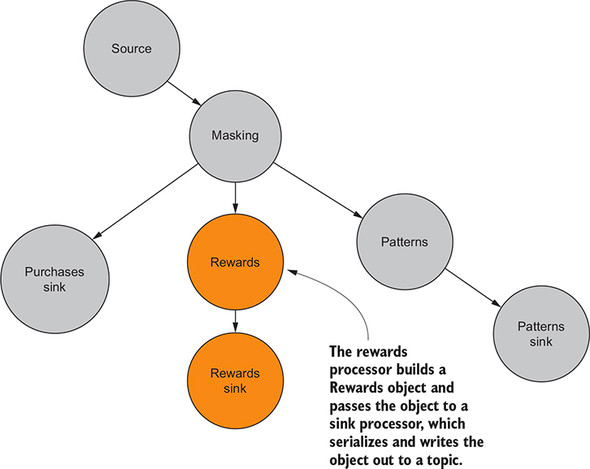 Source
Masking
Purchases
sink
Rewards
Patterns
Rewards
sink
Patterns
sink
The rewards
processor builds a
Rewards object and
passes the object to a
sink processor, which
serializes and writes the
object out to a topic.